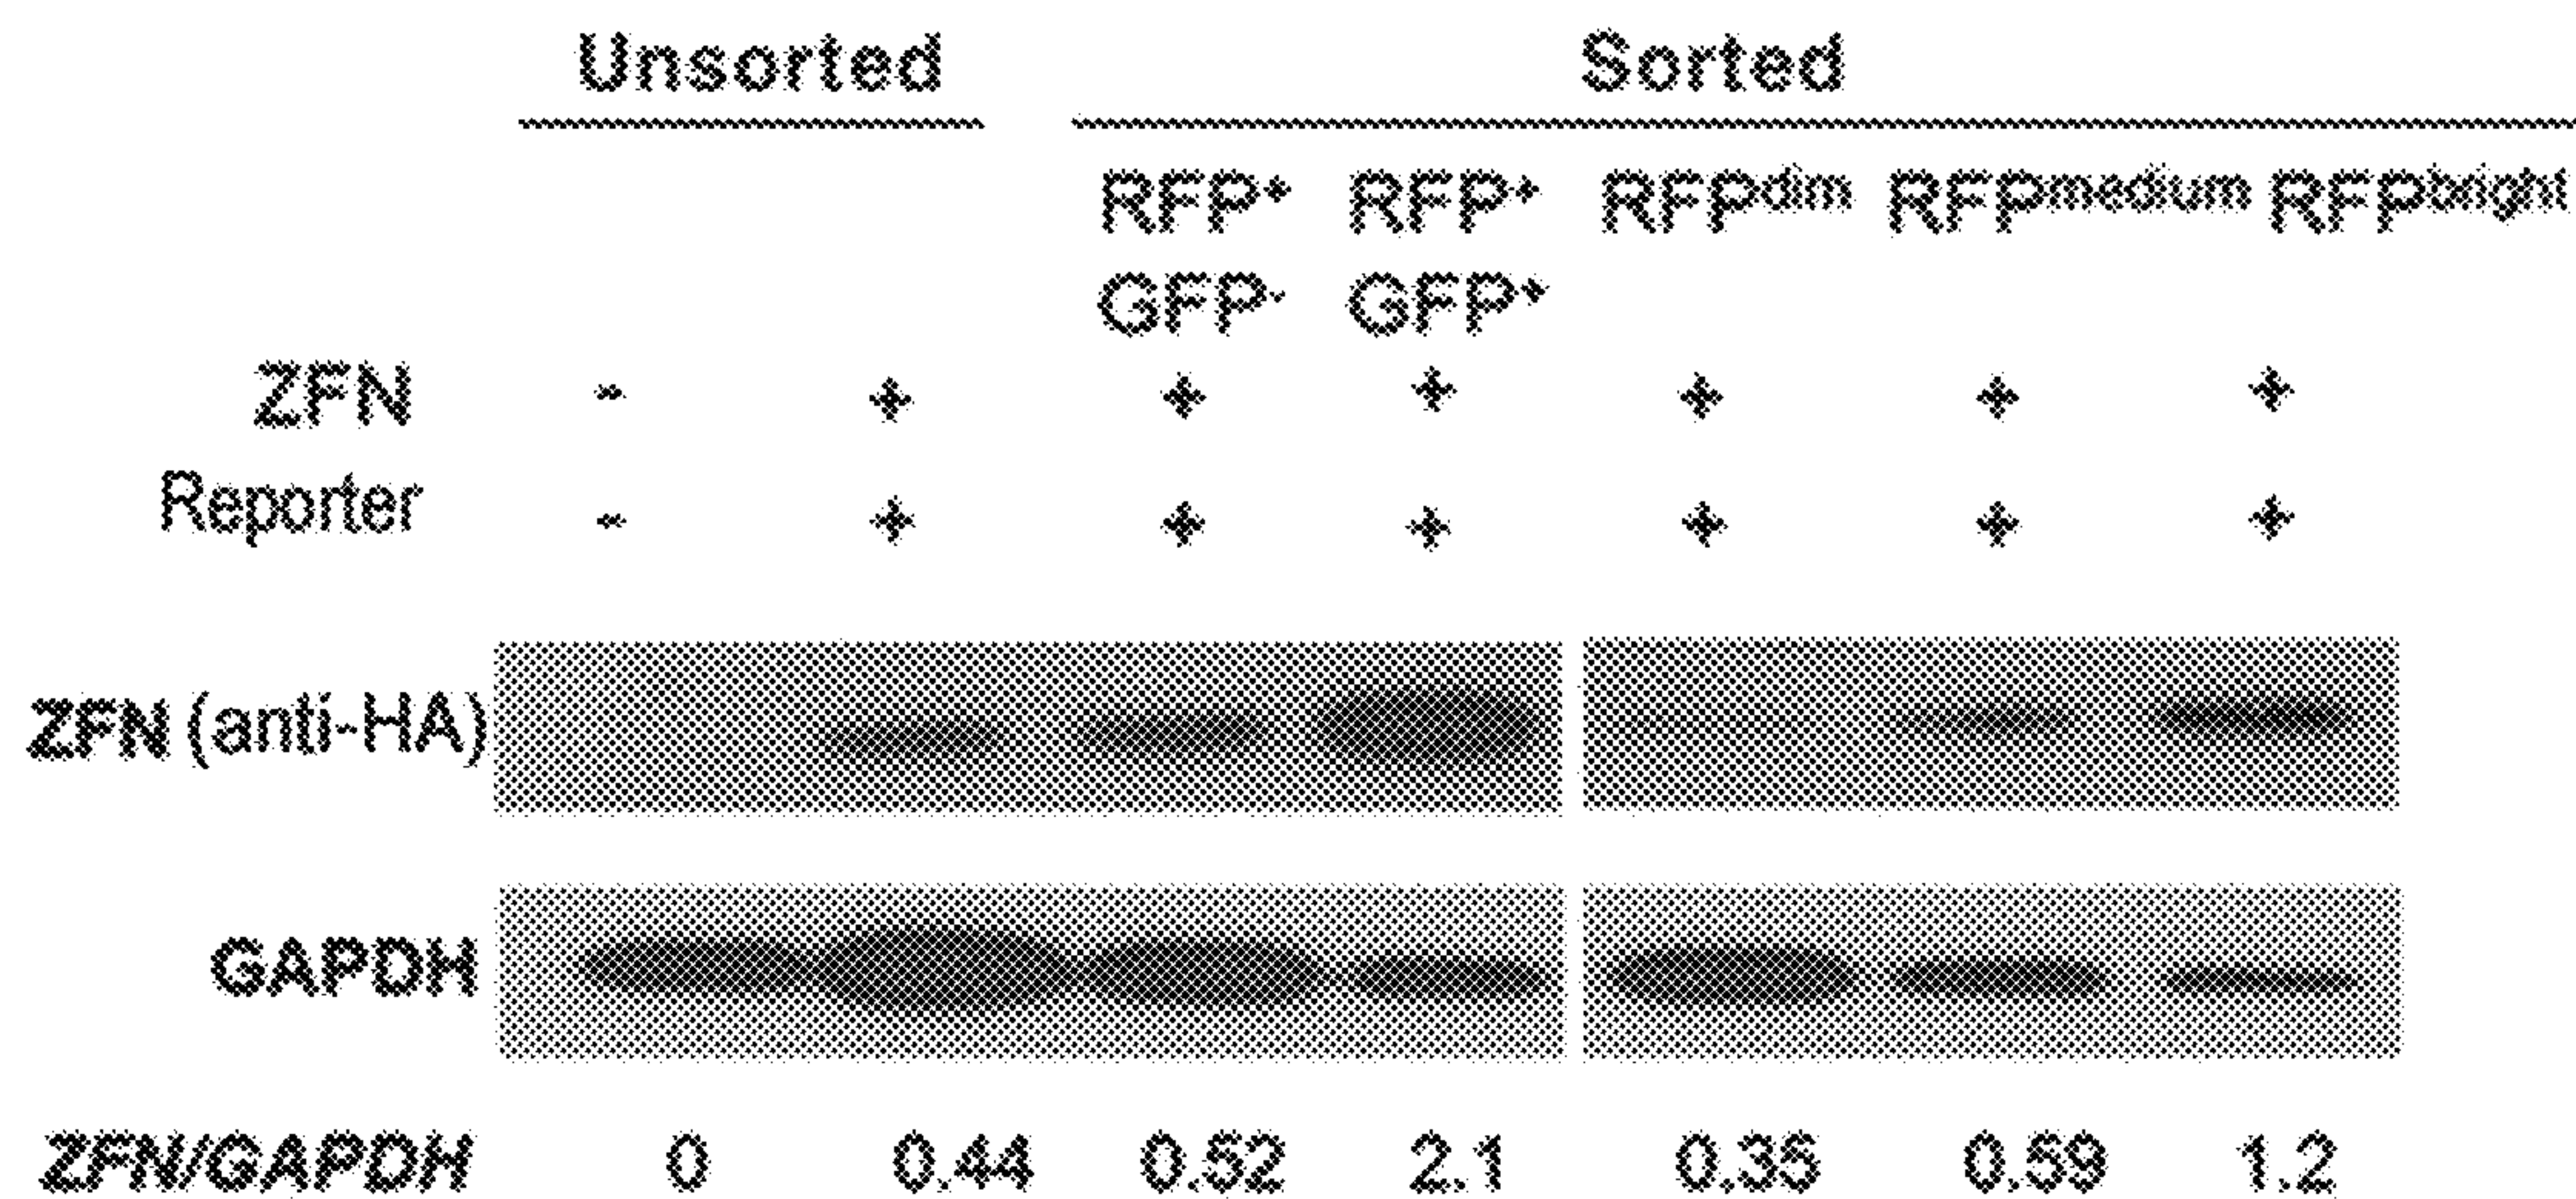 Unsorted Sorted
RFP⁺ RFP⁺ RFPdim RFPmedium RFPbright
GFP⁻ GFP⁺
ZFN - + + + + + +
Reporter - + + + + + +
ZFN (anti-HA)
GAPDH
ZFN/GAPDH 0 0.44 0.52 2.1 0.35 0.59 1.2